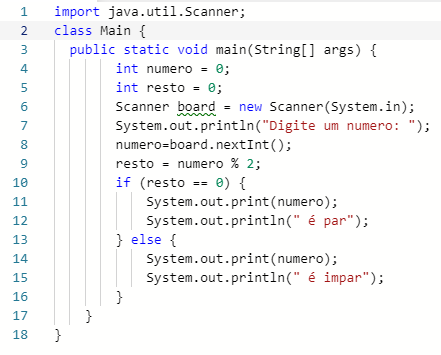 1 import java.util.Scanner;
2 class Main {
3 public static void main(String[] args) {
4 int numero = 0;
5 int resto = 0;
6 Scanner board = new Scanner(System.in);
7 System.out.println("Digite um numero: ");
8 numero=board.nextInt();
9 resto = numero % 2;
10 if (resto == 0) {
11 System.out.print(numero);
12 System.out.println(" é par");
13 } else {
14 System.out.print(numero);
15 System.out.println(" é impar");
16 }
17 }
18 }